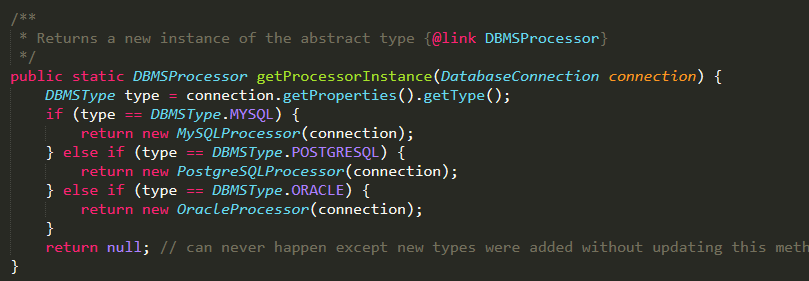 /**
 * Returns a new instance of the abstract type {@link DBMSProcessor}
 */
public static DBMSProcessor getProcessorInstance(DatabaseConnection connection) {
    DBMSType type = connection.getProperties().getType();
    if (type == DBMSType.MYSQL) {
        return new MySQLProcessor(connection);
    } else if (type == DBMSType.POSTGRESQL) {
        return new PostgreSQLProcessor(connection);
    } else if (type == DBMSType.ORACLE) {
        return new OracleProcessor(connection);
    }
    return null; // can never happen except new types were added without updating this meth
}